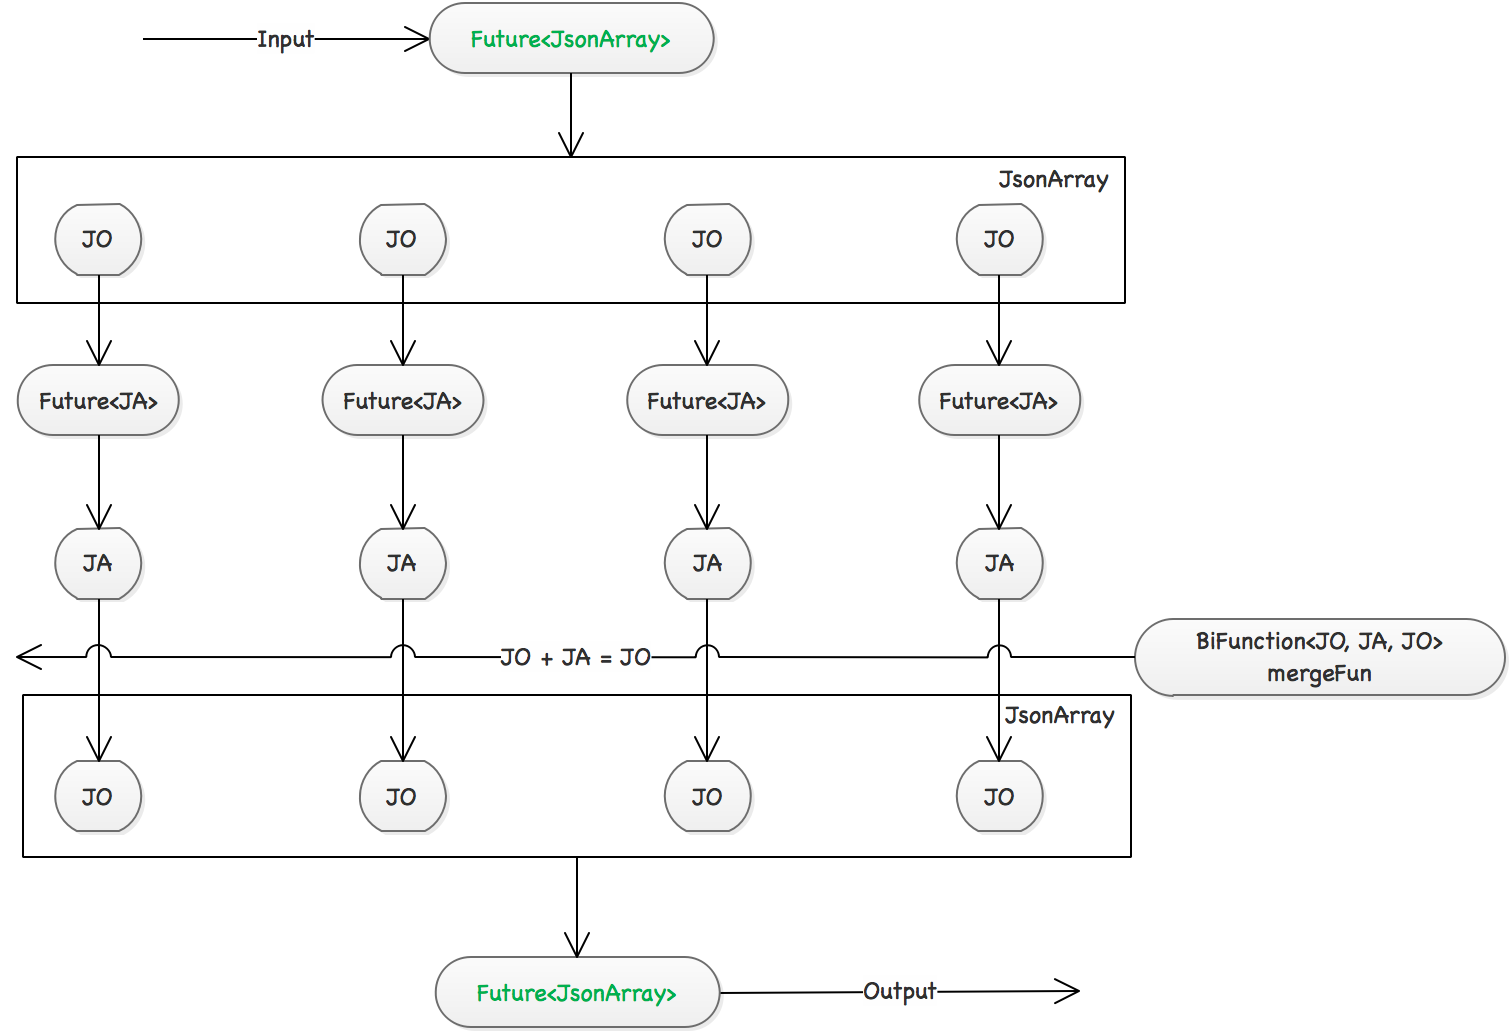 Input
Future<JsonArray>
JsonArray
JO
JO
JO
JO
Future<JA>
Future<JA>
Future<JA>
Future<JA>
JA
JA
JA
JA
JO + JA = JO
BiFunction<JO, JA, JO>
mergeFun
JsonArray
JO
JO
JO
JO
Future<JsonArray>
Output